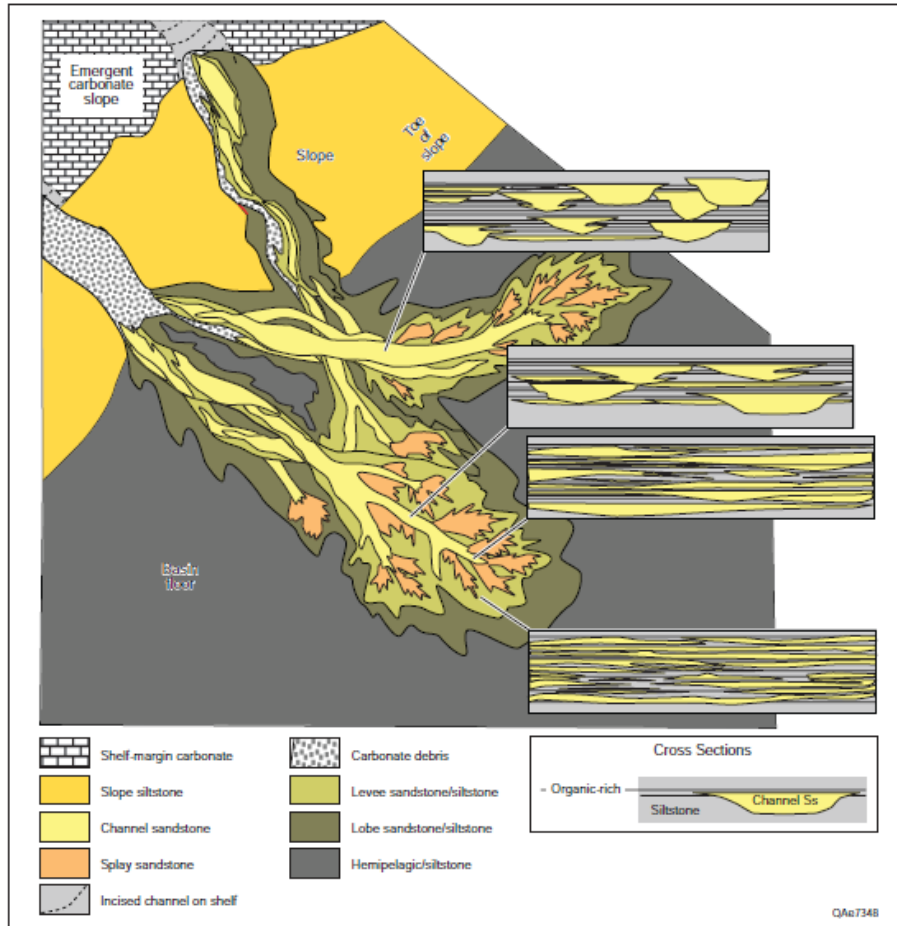 Emergent
carbonate
slope
Slope
Toe
of
slope
Basin
floor
Shelf-margin carbonate
Slope siltstone
Channel sandstone
Splay sandstone
Incised channel on shelf
Carbonate debris
Levee sandstone/siltstone
Lobe sandstone/siltstone
Hemipelagic/siltstone
Cross Sections
Organic-rich
Channel Ss
Siltstone
QAe7348